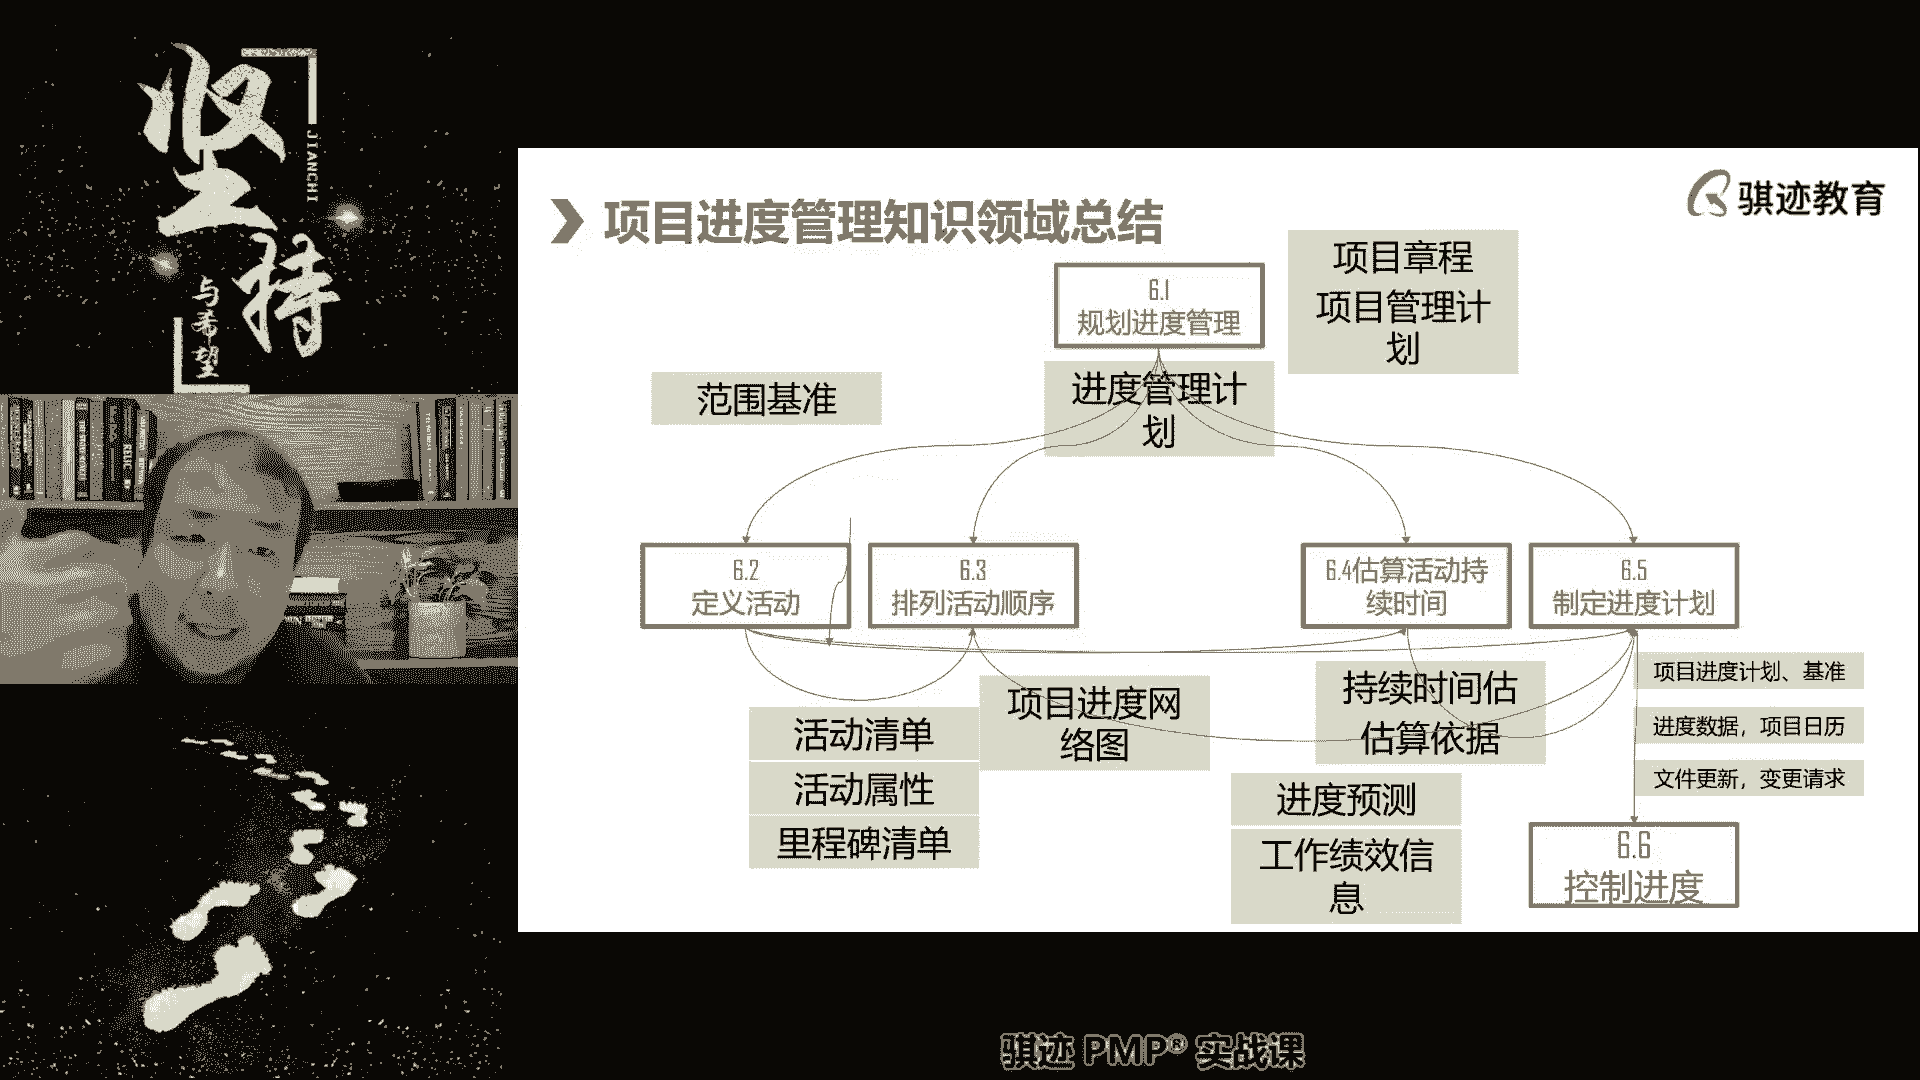 坚持
JIANCHI
与希望
骐迹教育
项目进度管理知识领域总结
项目章程
项目管理计
划
6.1
规划进度管理
范围基准
进度管理计
划
6.2
定义活动
6.3
排列活动顺序
6.4估算活动持
续时间
6.5
制定进度计划
活动清单
活动属性
里程碑清单
项目进度网
络图
持续时间估
估算依据
进度预测
工作绩效信
息
项目进度计划、基准
进度数据，项目日历
文件更新，变更请求
6.6
控制进度
骐迹 PMP® 实战课